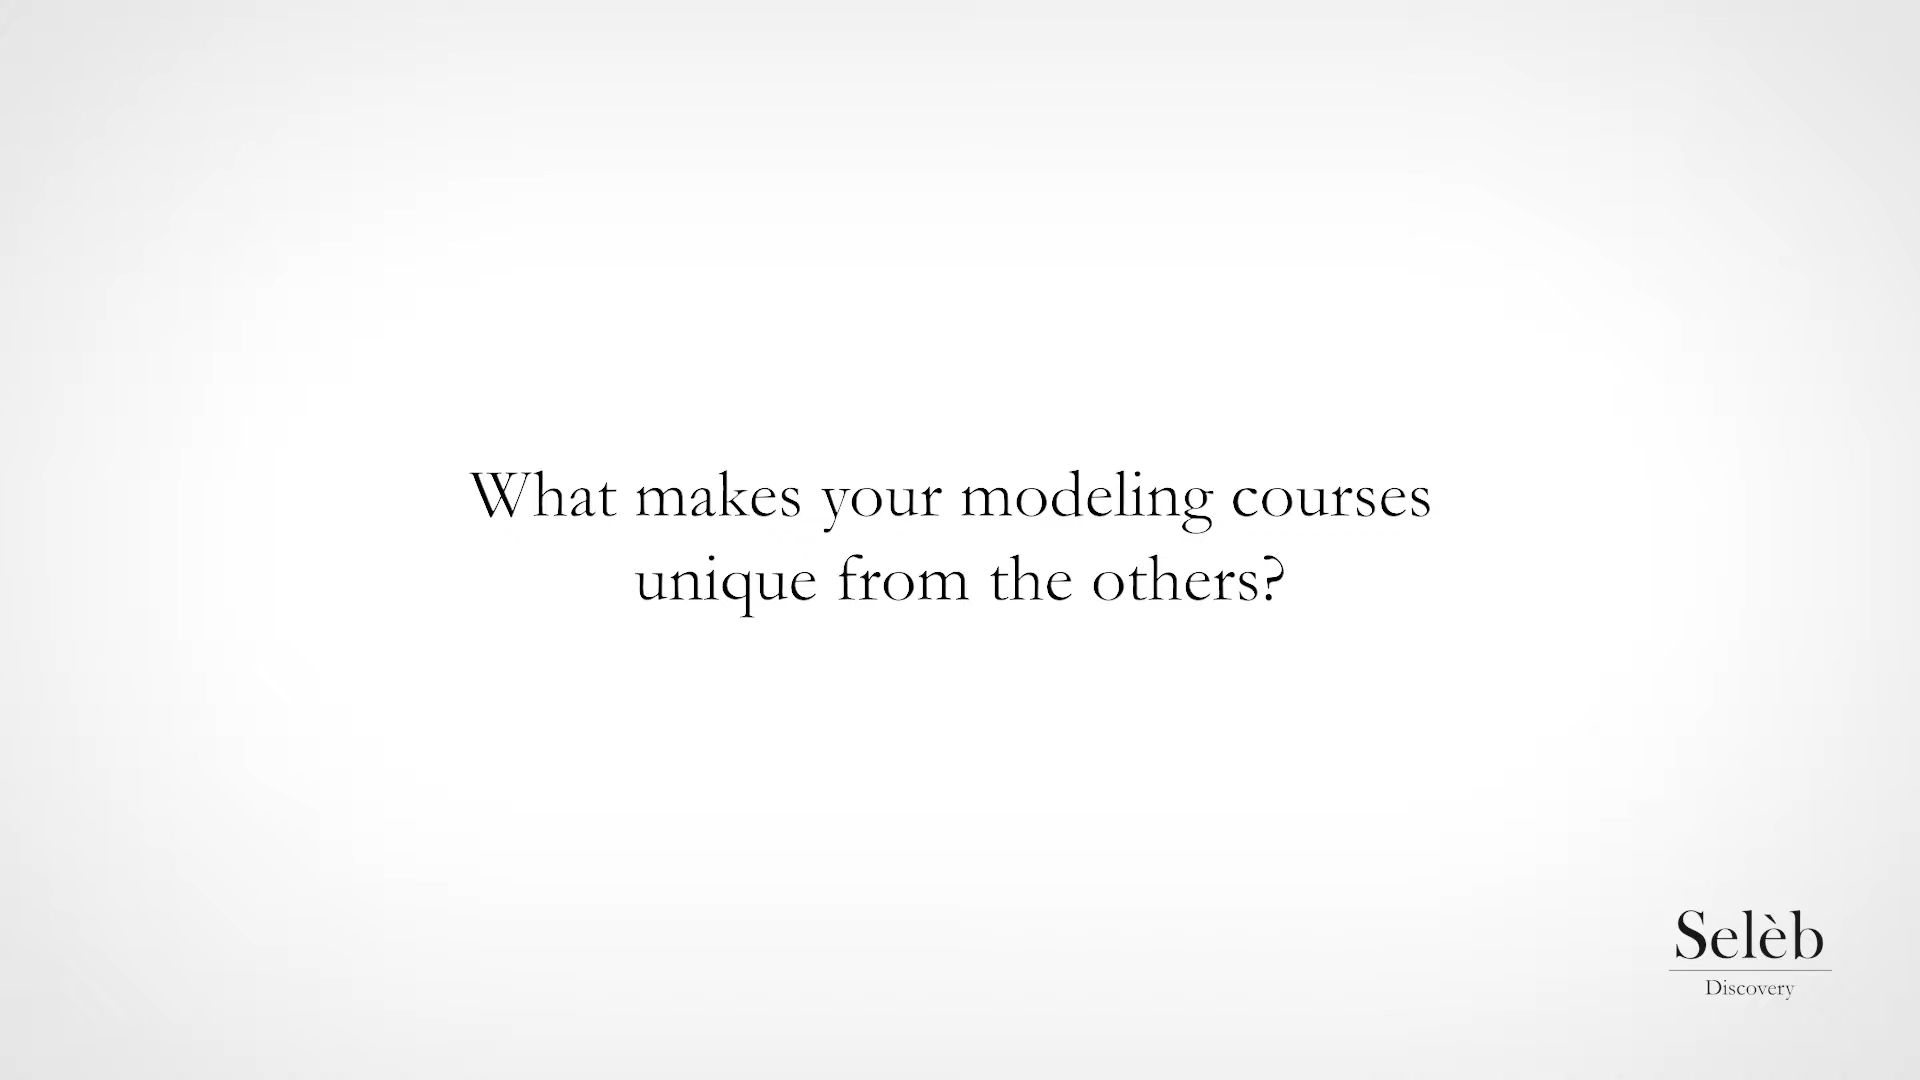 What makes your modeling courses
unique from the others?
Selèb
Discovery